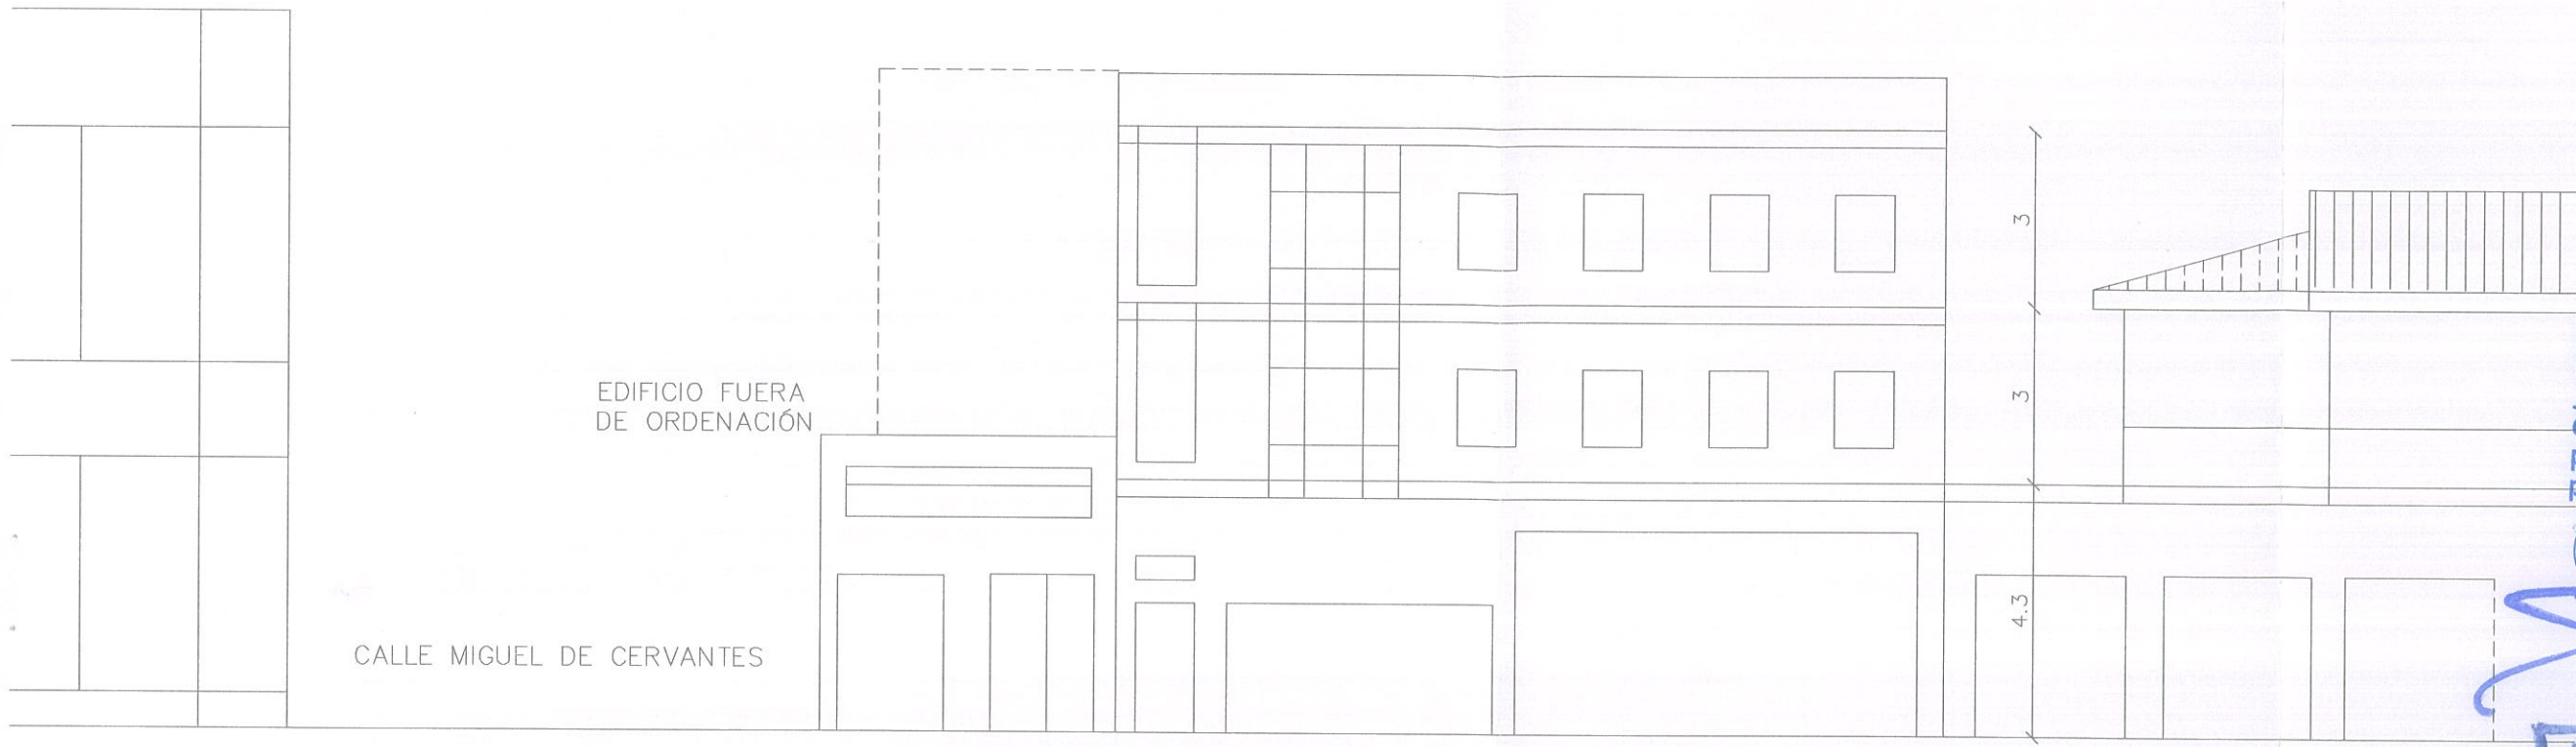 EDIFICIO FUERA
DE ORDENACIÓN
CALLE MIGUEL DE CERVANTES
3
3
4.3